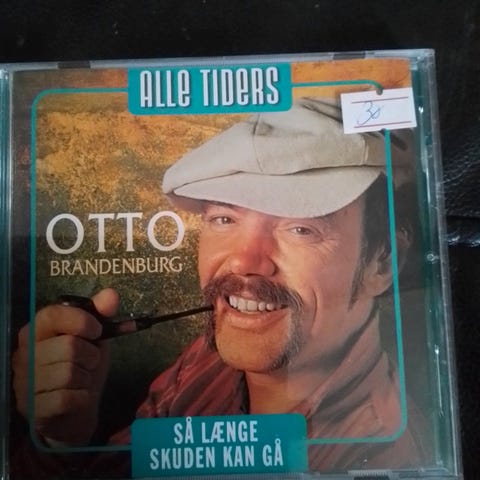 ALLE TIDERS
30
OTTO
BRANDENBURG
SÅ LÆNGE
SKUDEN KAN GÅ